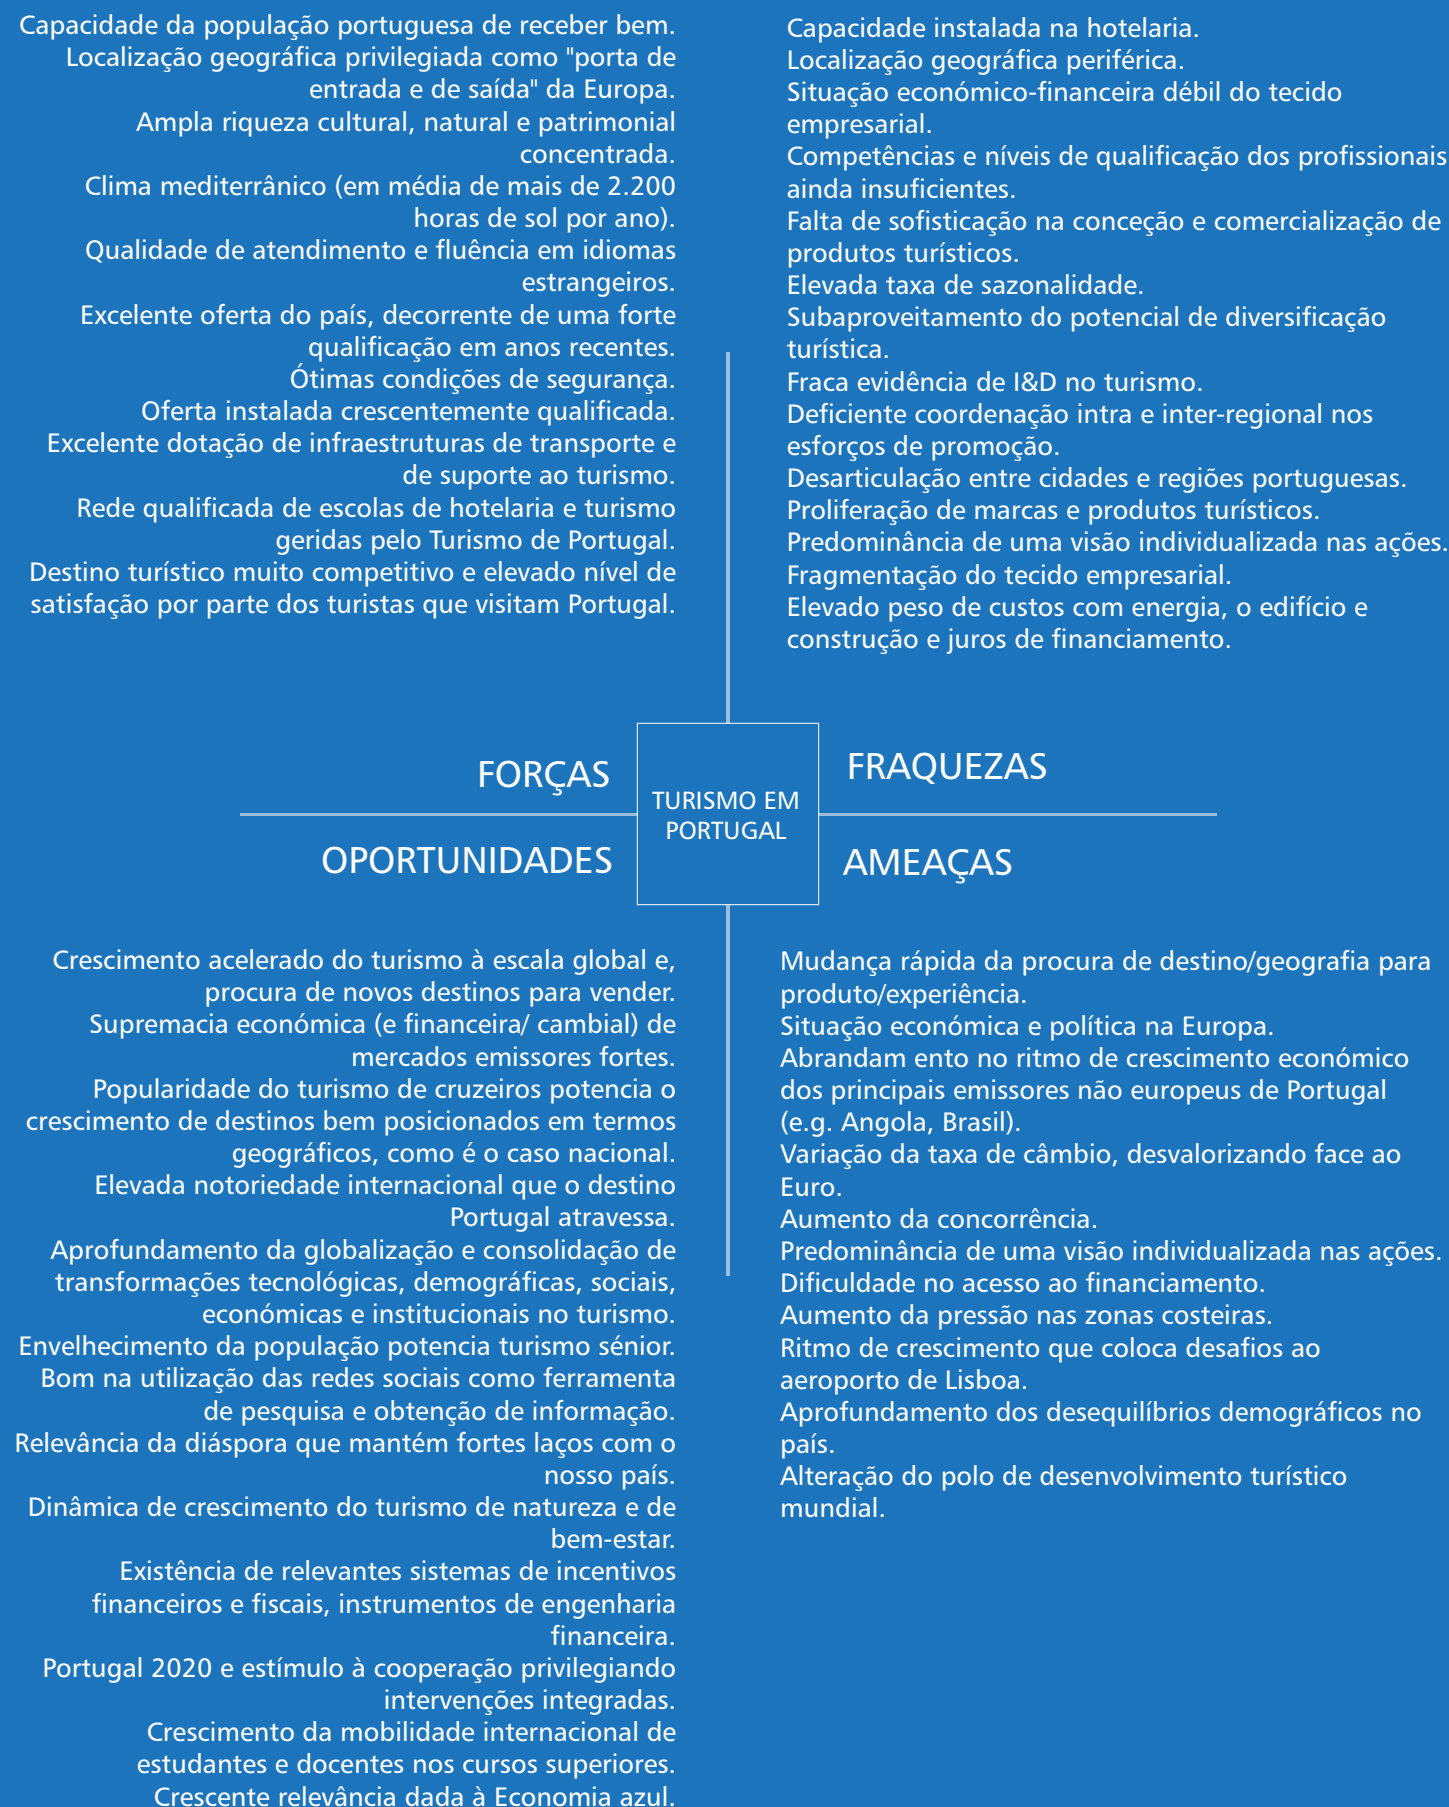 Capacidade da população portuguesa de receber bem.
Localização geográfica privilegiada como "porta de
entrada e de saída" da Europa.
Ampla riqueza cultural, natural e patrimonial
concentrada.
Clima mediterrânico (em média de mais de 2.200
horas de sol por ano).
Qualidade de atendimento e fluência em idiomas
estrangeiros.
Excelente oferta do país, decorrente de uma forte
qualificação em anos recentes.
Ótimas condições de segurança.
Oferta instalada crescentemente qualificada.
Excelente dotação de infraestruturas de transporte e
de suporte ao turismo.
Rede qualificada de escolas de hotelaria e turismo
geridas pelo Turismo de Portugal.
Destino turístico muito competitivo e elevado nível de
satisfação por parte dos turistas que visitam Portugal.
Capacidade instalada na hotelaria.
Localização geográfica periférica.
Situação económico-financeira débil do tecido
empresarial.
Competências e níveis de qualificação dos profissionais
ainda insuficientes.
Falta de sofisticação na conceção e comercialização de
produtos turísticos.
Elevada taxa de sazonalidade.
Subaproveitamento do potencial de diversificação
turística.
Fraca evidência de I&D no turismo.
Deficiente coordenação intra e inter-regional nos
esforços de promoção.
Desarticulação entre cidades e regiões portuguesas.
Proliferação de marcas e produtos turísticos.
Predominância de uma visão individualizada nas ações.
Fragmentação do tecido empresarial.
Elevado peso de custos com energia, o edifício e
construção e juros de financiamento.
FORÇAS
FRAQUEZAS
TURISMO EM
PORTUGAL
OPORTUNIDADES
AMEAÇAS
Crescimento acelerado do turismo à escala global e,
procura de novos destinos para vender.
Supremacia económica (e financeira/ cambial) de
mercados emissores fortes.
Popularidade do turismo de cruzeiros potencia o
crescimento de destinos bem posicionados em termos
geográficos, como é o caso nacional.
Elevada notoriedade internacional que o destino
Portugal atravessa.
Aprofundamento da globalização e consolidação de
transformações tecnológicas, demográficas, sociais,
económicas e institucionais no turismo.
Envelhecimento da população potencia turismo sénior.
Bom na utilização das redes sociais como ferramenta
de pesquisa e obtenção de informação.
Relevância da diáspora que mantém fortes laços com o
nosso país.
Dinâmica de crescimento do turismo de natureza e de
bem-estar.
Existência de relevantes sistemas de incentivos
financeiros e fiscais, instrumentos de engenharia
financeira.
Portugal 2020 e estímulo à cooperação privilegiando
intervenções integradas.
Crescimento da mobilidade internacional de
estudantes e docentes nos cursos superiores.
Crescente relevância dada à Economia azul.
Mudança rápida da procura de destino/geografia para
produto/experiência.
Situação económica e política na Europa.
Abrandam ento no ritmo de crescimento económico
dos principais emissores não europeus de Portugal
(e.g. Angola, Brasil).
Variação da taxa de câmbio, desvalorizando face ao
Euro.
Aumento da concorrência.
Predominância de uma visão individualizada nas ações.
Dificuldade no acesso ao financiamento.
Aumento da pressão nas zonas costeiras.
Ritmo de crescimento que coloca desafios ao
aeroporto de Lisboa.
Aprofundamento dos desequilíbrios demográficos no
país.
Alteração do polo de desenvolvimento turístico
mundial.